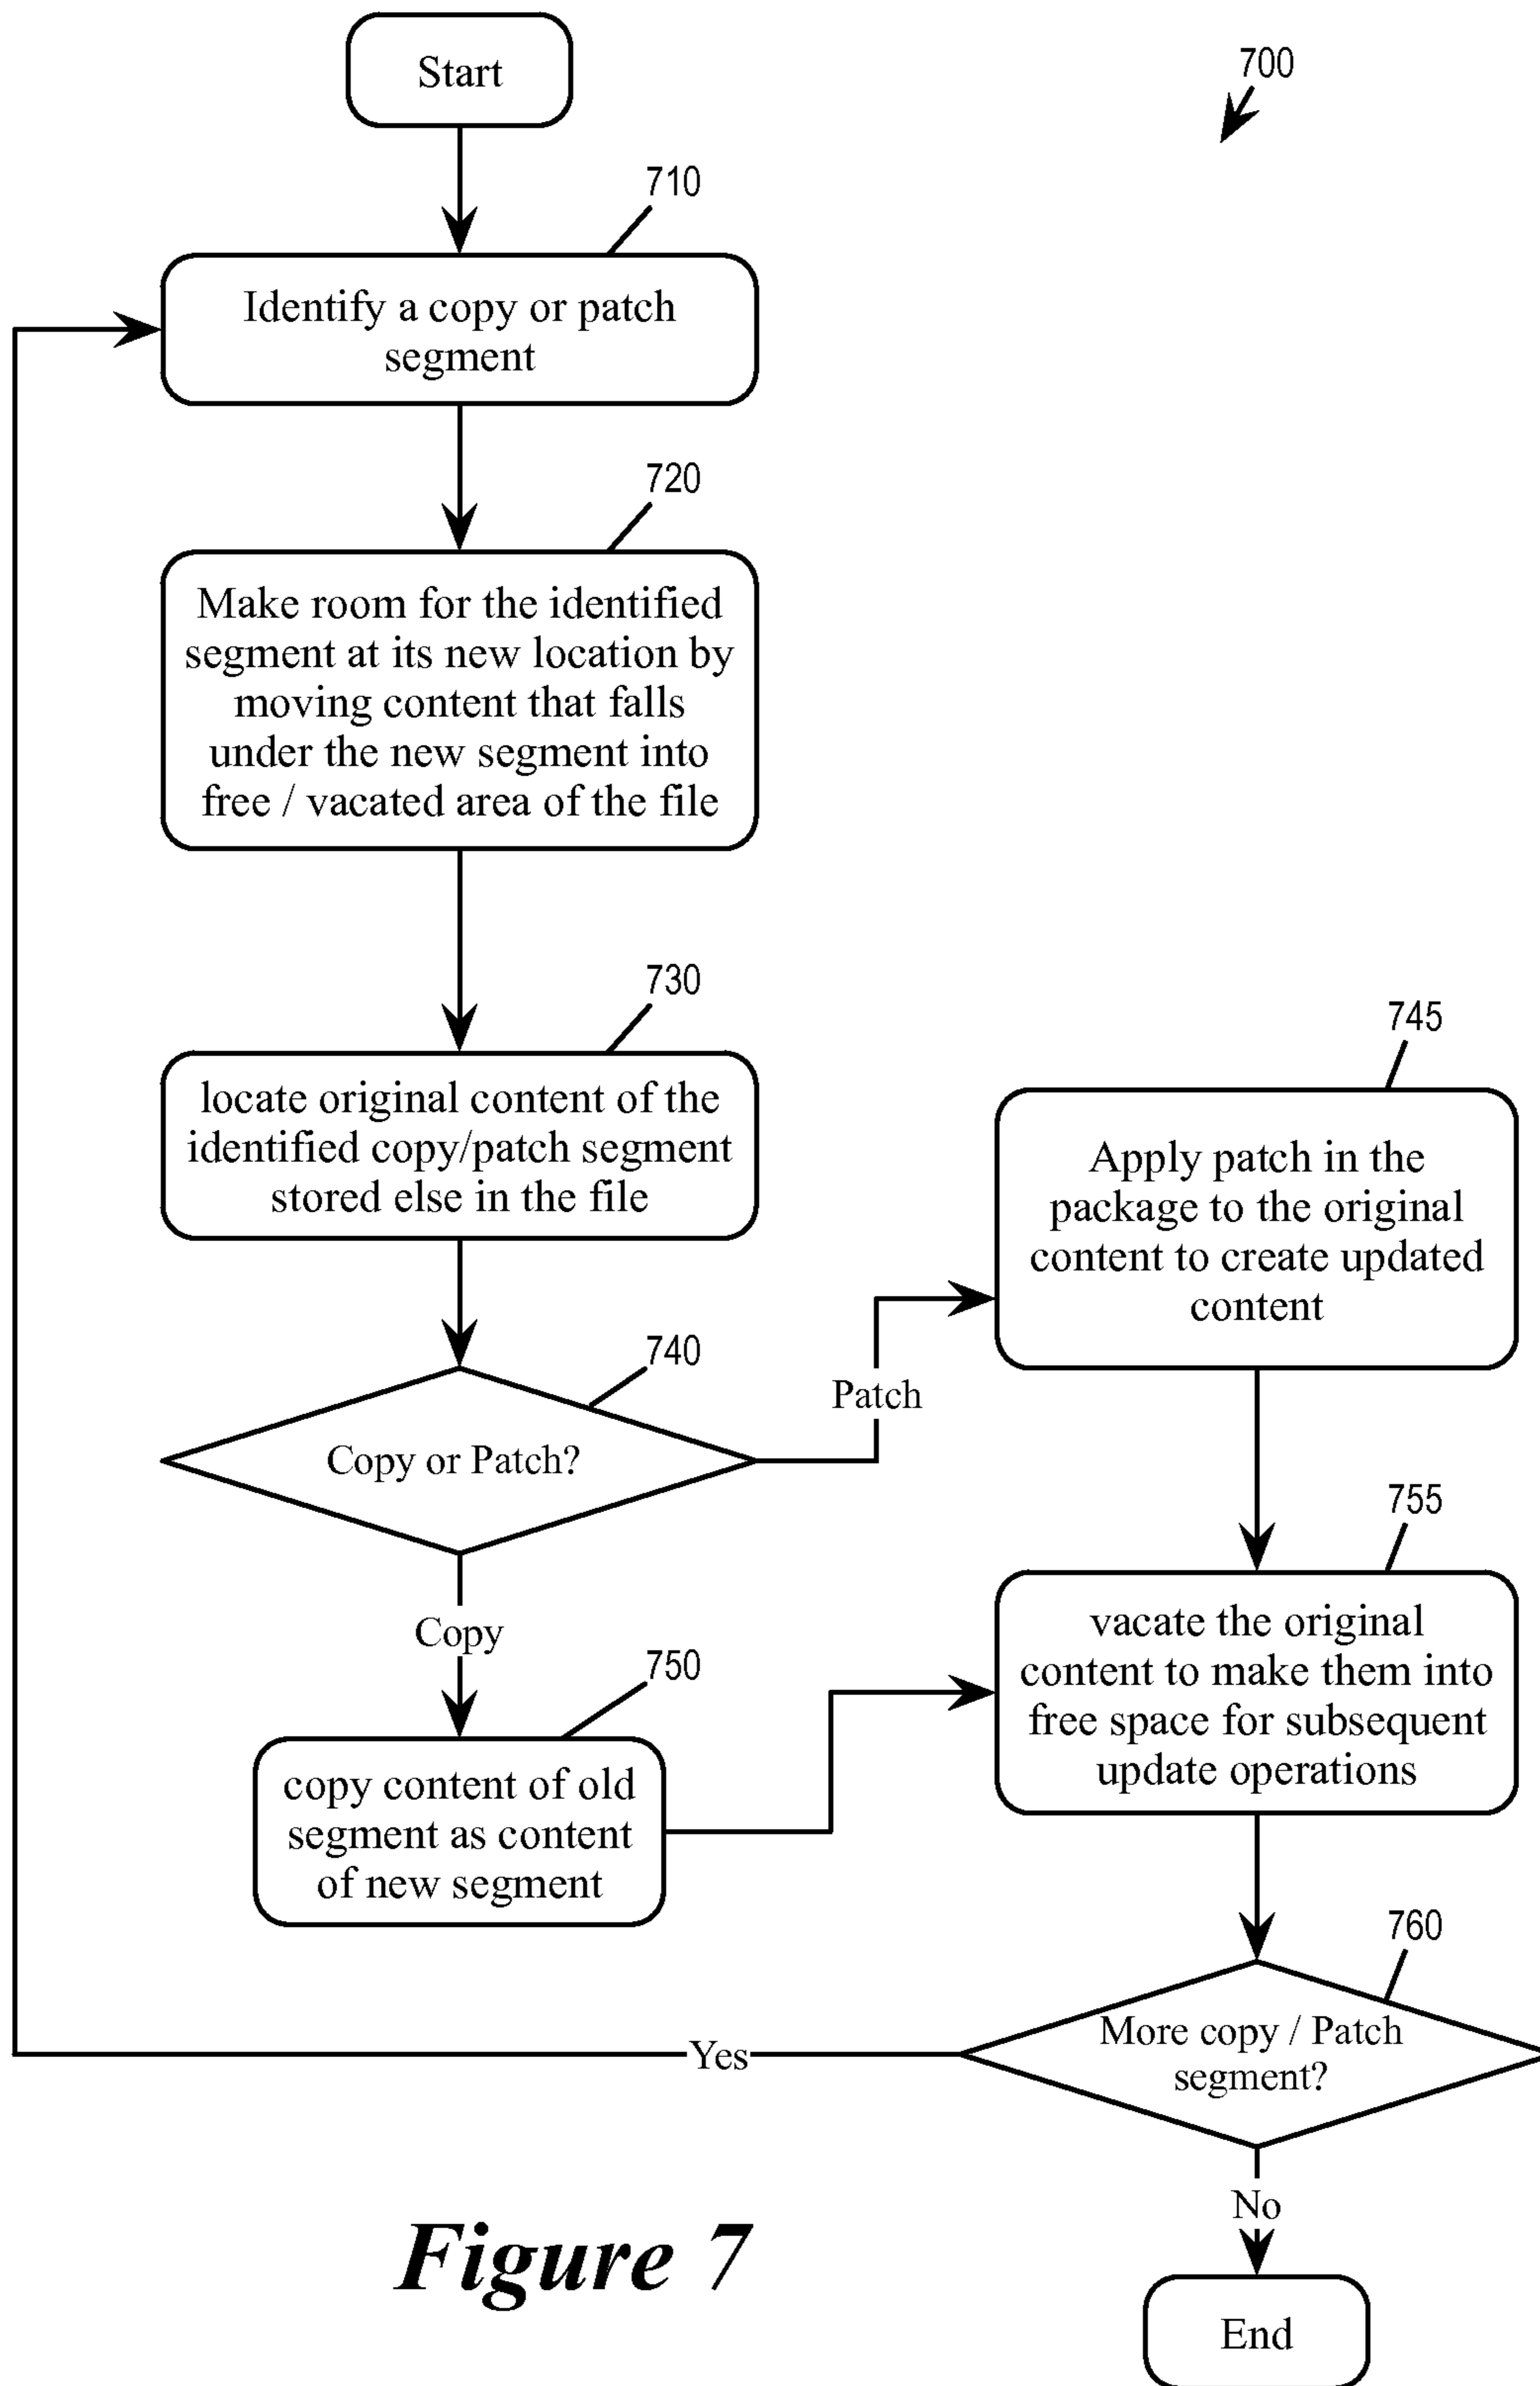 Start
700
710
Identify a copy or patch
segment
720
Make room for the identified
segment at its new location by
moving content that falls
under the new segment into
free / vacated area of the file
730
locate original content of the
identified copy/patch segment
stored else in the file
740
Copy or Patch?
Patch
745
Apply patch in the
package to the original
content to create updated
content
Copy
750
copy content of old
segment as content
of new segment
755
vacate the original
content to make them into
free space for subsequent
update operations
760
More copy / Patch
segment?
Yes
No
End
Figure 7